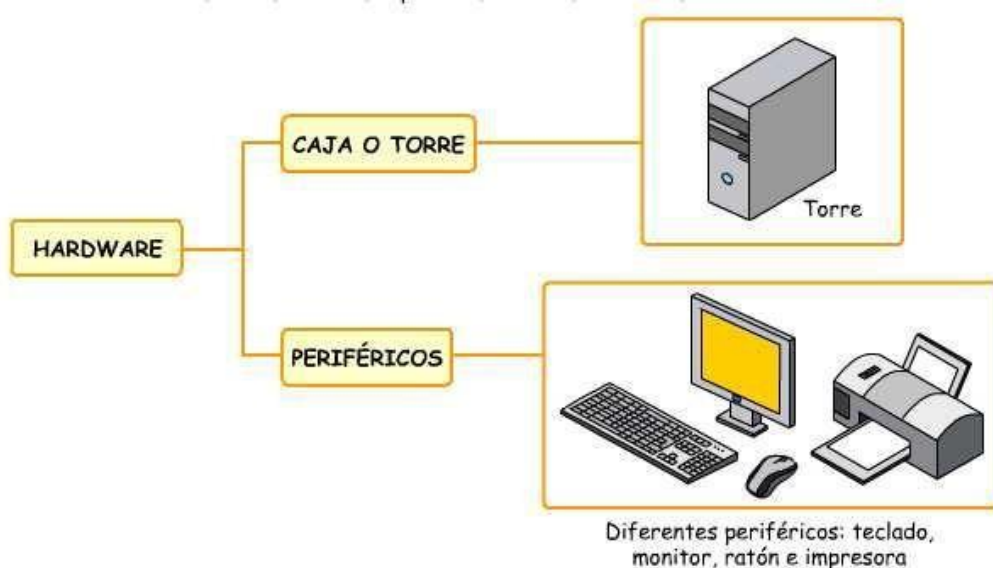 CAJA O TORRE
Torre
HARDWARE
PERIFÉRICOS
Diferentes periféricos: teclado,
monitor, ratón e impresora